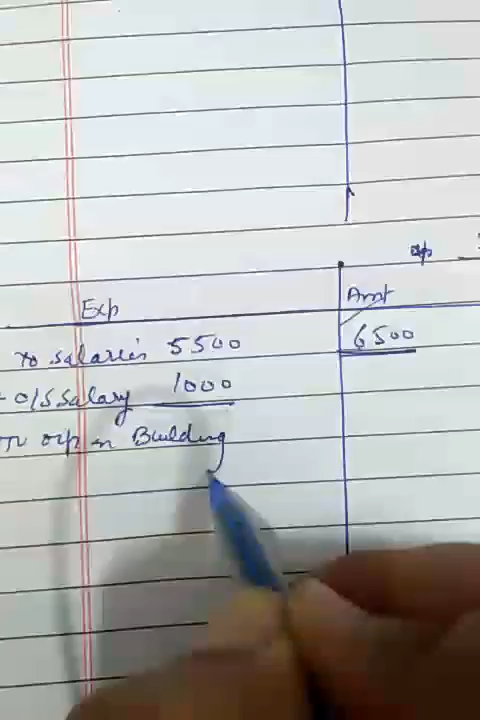 Exp
Amt
To salaries 5500
6500
+ O/S Salary 1000
To dep on Building